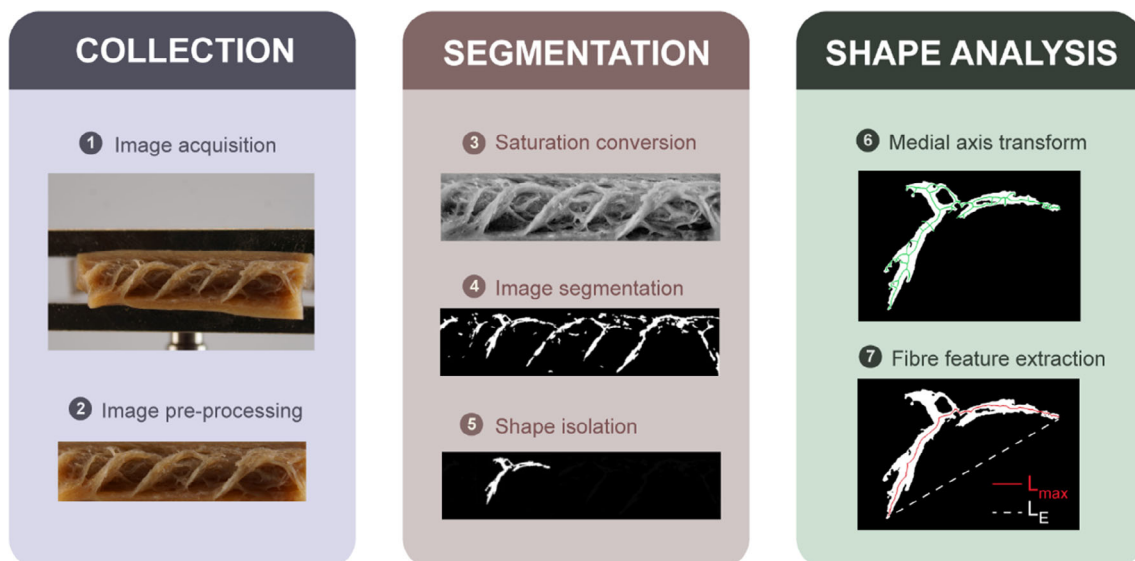 COLLECTION
1 Image acquisition
2 Image pre-processing
SEGMENTATION
3 Saturation conversion
4 Image segmentation
5 Shape isolation
SHAPE ANALYSIS
6 Medial axis transform
7 Fibre feature extraction
Lmax
LE